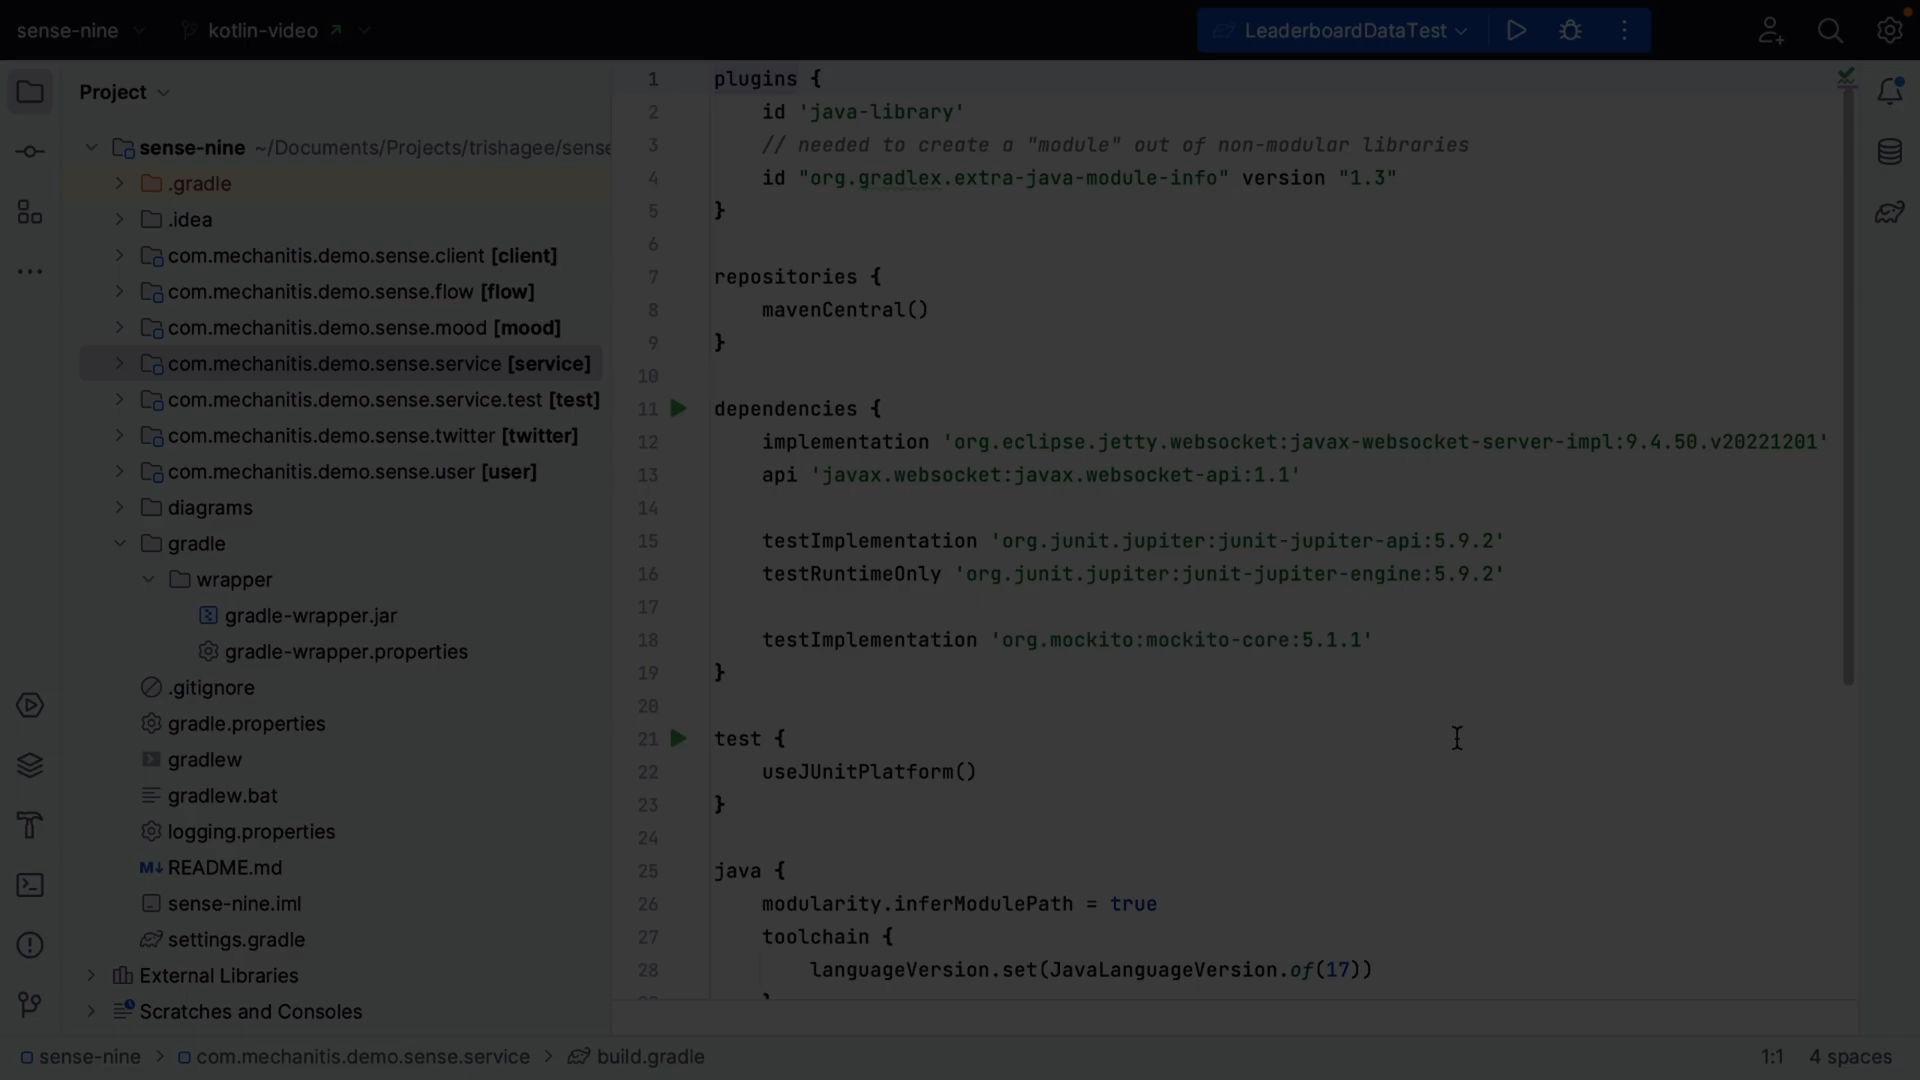 sense-nine
kotlin-video
LeaderboardDataTest
Project
sense-nine ~/Documents/Projects/trishagee/sense
.gradle
.idea
com.mechanitis.demo.sense.client [client]
com.mechanitis.demo.sense.flow [flow]
com.mechanitis.demo.sense.mood [mood]
com.mechanitis.demo.sense.service [service]
com.mechanitis.demo.sense.service.test [test]
com.mechanitis.demo.sense.twitter [twitter]
com.mechanitis.demo.sense.user [user]
diagrams
gradle
wrapper
gradle-wrapper.jar
gradle-wrapper.properties
.gitignore
gradle.properties
gradlew
gradlew.bat
logging.properties
M↓ README.md
sense-nine.iml
settings.gradle
External Libraries
Scratches and Consoles
1 plugins {
2 id 'java-library'
3 // needed to create a "module" out of non-modular libraries
4 id "org.gradlex.extra-java-module-info" version "1.3"
5 }
6
7 repositories {
8 mavenCentral()
9 }
10
11 dependencies {
12 implementation 'org.eclipse.jetty.websocket:javax-websocket-server-impl:9.4.50.v20221201'
13 api 'javax.websocket:javax.websocket-api:1.1'
14
15 testImplementation 'org.junit.jupiter:junit-jupiter-api:5.9.2'
16 testRuntimeOnly 'org.junit.jupiter:junit-jupiter-engine:5.9.2'
17
18 testImplementation 'org.mockito:mockito-core:5.1.1'
19 }
20
21 test {
22 useJUnitPlatform()
23 }
24
25 java {
26 modularity.inferModulePath = true
27 toolchain {
28 languageVersion.set(JavaLanguageVersion.of(17))
sense-nine > com.mechanitis.demo.sense.service > build.gradle
1:1 4 spaces